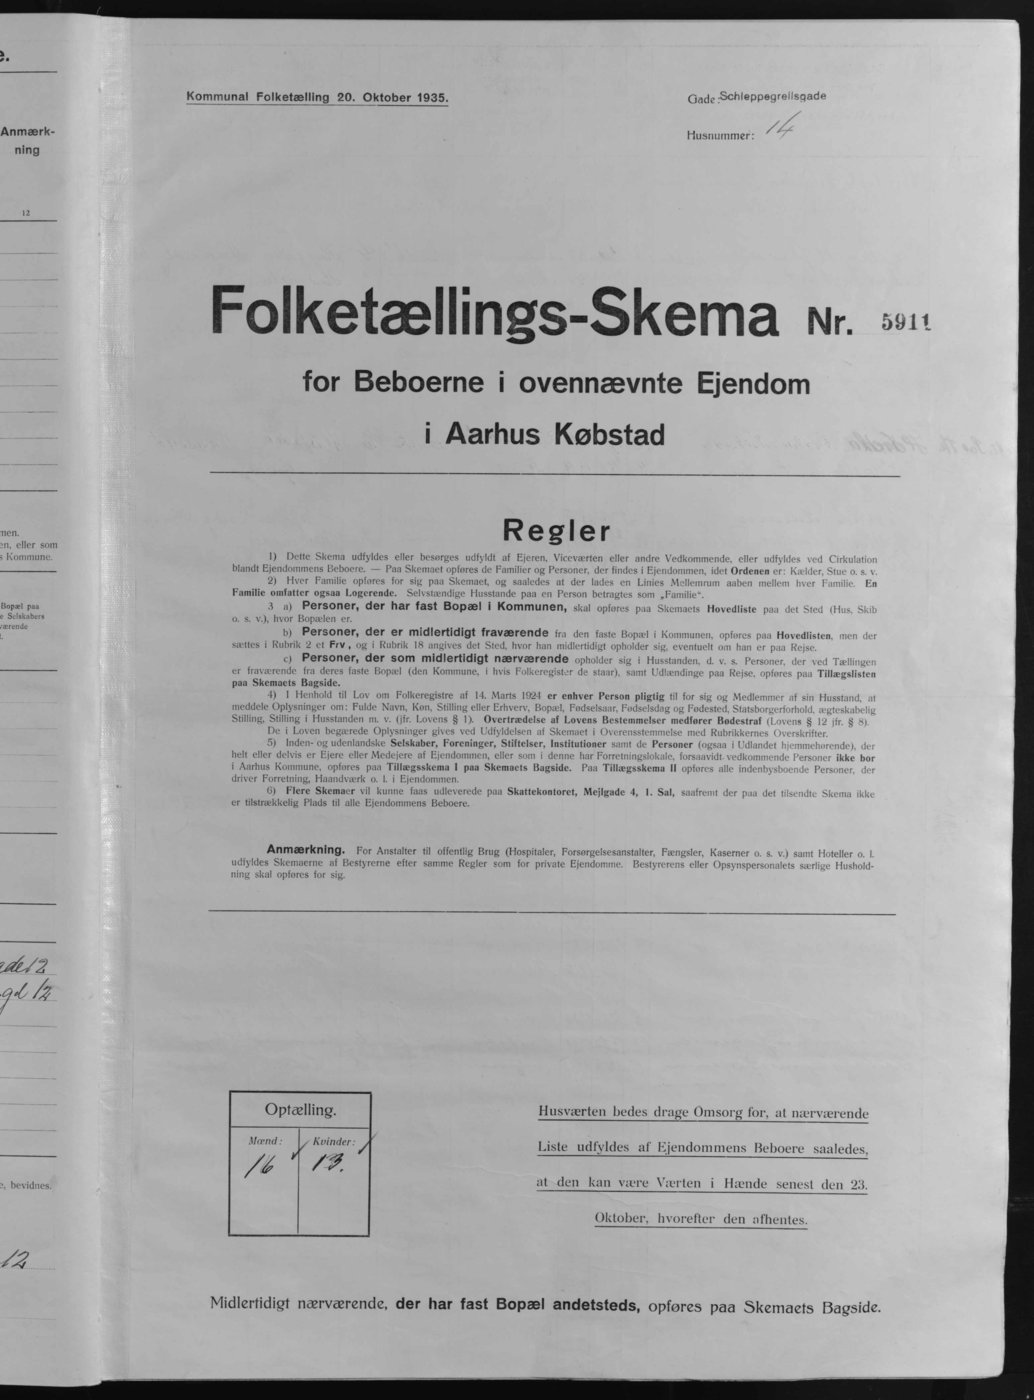 e.
Anmærk-
ning
12
men.
en, eller som
s Kommune.
Bopæl paa
e Selskabers
værende
t.
ade12
gd 12
e, bevidnes.
12
Kommunal Folketælling 20. Oktober 1935.
Gade: Schleppegrellsgade
Husnummer: 14
Folketællings-Skema Nr. 5911
for Beboerne i ovennævnte Ejendom
i Aarhus Købstad
Regler
1) Dette Skema udfyldes eller besørges udfyldt af Ejeren, Viceværten eller andre Vedkommende, eller udfyldes ved Cirkulation
blandt Ejendommens Beboere. — Paa Skemaet opføres de Familier og Personer, der findes i Ejendommen, idet Ordenen er: Kælder, Stue o. s. v.
2) Hver Familie opføres for sig paa Skemaet, og saaledes at der lades en Linies Mellemrum aaben mellem hver Familie. En
Familie omfatter ogsaa Logerende. Selvstændige Husstande paa en Person betragtes som „Familie“.
3 a) Personer, der har fast Bopæl i Kommunen, skal opføres paa Skemaets Hovedliste paa det Sted (Hus, Skib
o. s. v.), hvor Bopælen er.
b) Personer, der er midlertidigt fraværende fra den faste Bopæl i Kommunen, opføres paa Hovedlisten, men der
sættes i Rubrik 2 et Frv., og i Rubrik 18 angives det Sted, hvor han midlertidigt opholder sig, eventuelt om han er paa Rejse.
c) Personer, der som midlertidigt nærværende opholder sig i Husstanden, d. v. s. Personer, der ved Tællingen
er fraværende fra deres faste Bopæl (den Kommune, i hvis Folkeregister de staar), samt Udlændinge paa Rejse, opføres paa Tillægslisten
paa Skemaets Bagside.
4) I Henhold til Lov om Folkeregistre af 14. Marts 1924 er enhver Person pligtig til for sig og Medlemmer af sin Husstand, at
meddele Oplysninger om: Fulde Navn, Køn, Stilling eller Erhverv, Bopæl, Fødselsaar, Fødselsdag og Fødested, Statsborgerforhold, ægteskabelig
Stilling, Stilling i Husstanden m. v. (jfr. Lovens § 1). Overtrædelse af Lovens Bestemmelser medfører Bødestraf (Lovens § 12 jfr. § 8).
De i Loven begærede Oplysninger gives ved Udfyldelsen af Skemaet i Overensstemmelse med Rubrikkernes Overskrifter.
5) Inden- og udenlandske Selskaber, Foreninger, Stiftelser, Institutioner samt de Personer (ogsaa i Udlandet hjemmehørende), der
helt eller delvis er Ejere eller Medejere af Ejendommen, eller som i denne har Forretningslokale, forsaavidt vedkommende Personer ikke bor
i Aarhus Kommune, opføres paa Tillægsskema I paa Skemaets Bagside. Paa Tillægsskema II opføres alle indenbysboende Personer, der
driver Forretning, Haandværk o. l. i Ejendommen.
6) Flere Skemaer vil kunne faas udleverede paa Skattekontoret, Mejlgade 4, 1. Sal, saafremt der paa det tilsendte Skema ikke
er tilstrækkelig Plads til alle Ejendommens Beboere.
Anmærkning. For Anstalter til offentlig Brug (Hospitaler, Forsørgelsesanstalter, Fængsler, Kaserner o. s. v.) samt Hoteller o. l.
udfyldes Skemaerne af Bestyrerne efter samme Regler som for private Ejendomme. Bestyrerens eller Opsynspersonalets særlige Hushold-
ning skal opføres for sig.
Optælling.
Mænd: Kvinder:
16 13.
Husværten bedes drage Omsorg for, at nærværende
Liste udfyldes af Ejendommens Beboere saaledes,
at den kan være Værten i Hænde senest den 23.
Oktober, hvorefter den afhentes.
Midlertidigt nærværende, der har fast Bopæl andetsteds, opføres paa Skemaets Bagside.